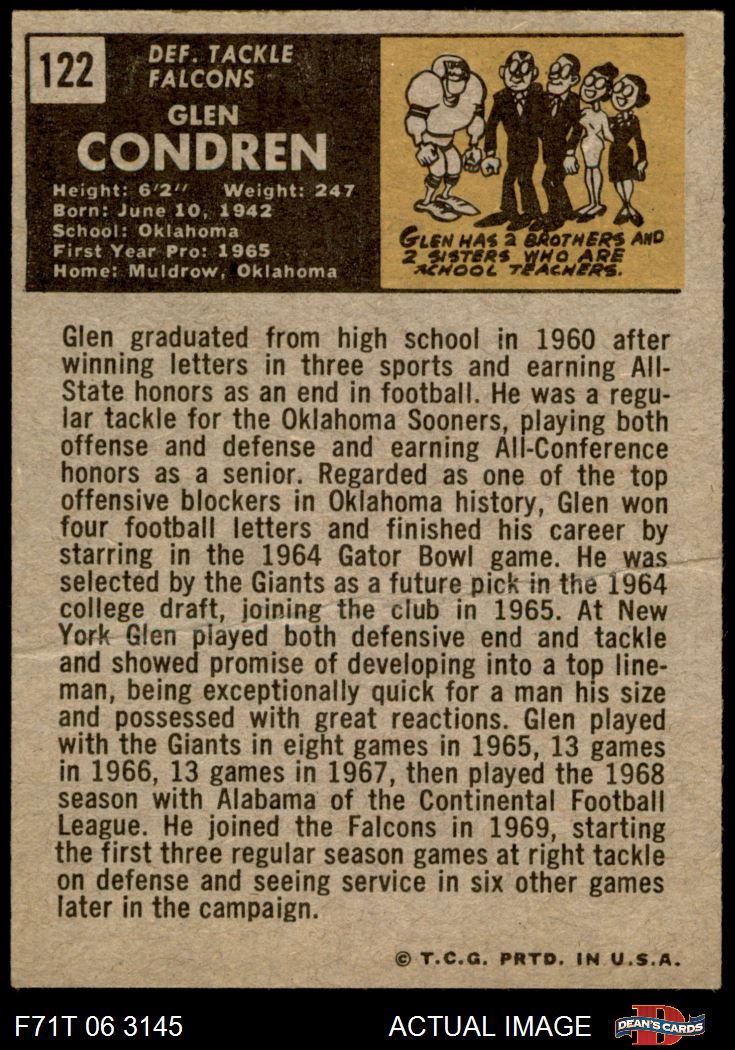 122
DEF. TACKLE
FALCONS
GLEN
CONDREN
Height: 6'2" Weight: 247
Born: June 10, 1942
School: Oklahoma
First Year Pro: 1965
Home: Muldrow, Oklahoma
GLEN HAS 2 BROTHERS AND
2 SISTERS WHO ARE
SCHOOL TEACHERS.
Glen graduated from high school in 1960 after
winning letters in three sports and earning All-
State honors as an end in football. He was a regu-
lar tackle for the Oklahoma Sooners, playing both
offense and defense and earning All-Conference
honors as a senior. Regarded as one of the top
offensive blockers in Oklahoma history, Glen won
four football letters and finished his career by
starring in the 1964 Gator Bowl game. He was
selected by the Giants as a future pick in the 1964
college draft, joining the club in 1965. At New
York Glen played both defensive end and tackle
and showed promise of developing into a top line-
man, being exceptionally quick for a man his size
and possessed with great reactions. Glen played
with the Giants in eight games in 1965, 13 games
in 1966, 13 games in 1967, then played the 1968
season with Alabama of the Continental Football
League. He joined the Falcons in 1969, starting
the first three regular season games at right tackle
on defense and seeing service in six other games
later in the campaign.
© T.C.G. PRTD. IN U.S.A.
F71T 06 3145 ACTUAL IMAGE D DEAN'S CARDS